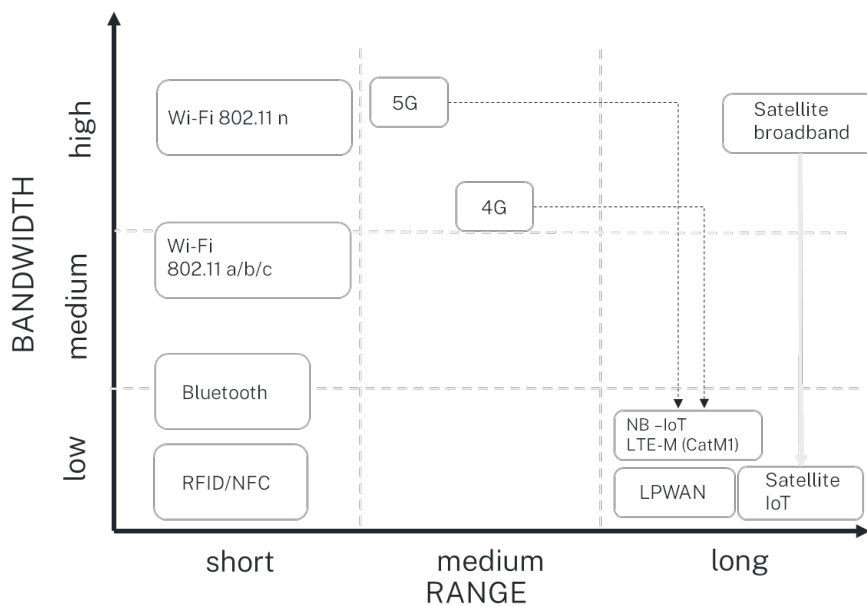 BANDWIDTH
high
medium
low
Wi-Fi 802.11 n
5G
Satellite
broadband
4G
Wi-Fi
802.11 a/b/c
Bluetooth
NB –IoT
LTE-M (CatM1)
RFID/NFC
LPWAN
Satellite
IoT
short
medium
long
RANGE